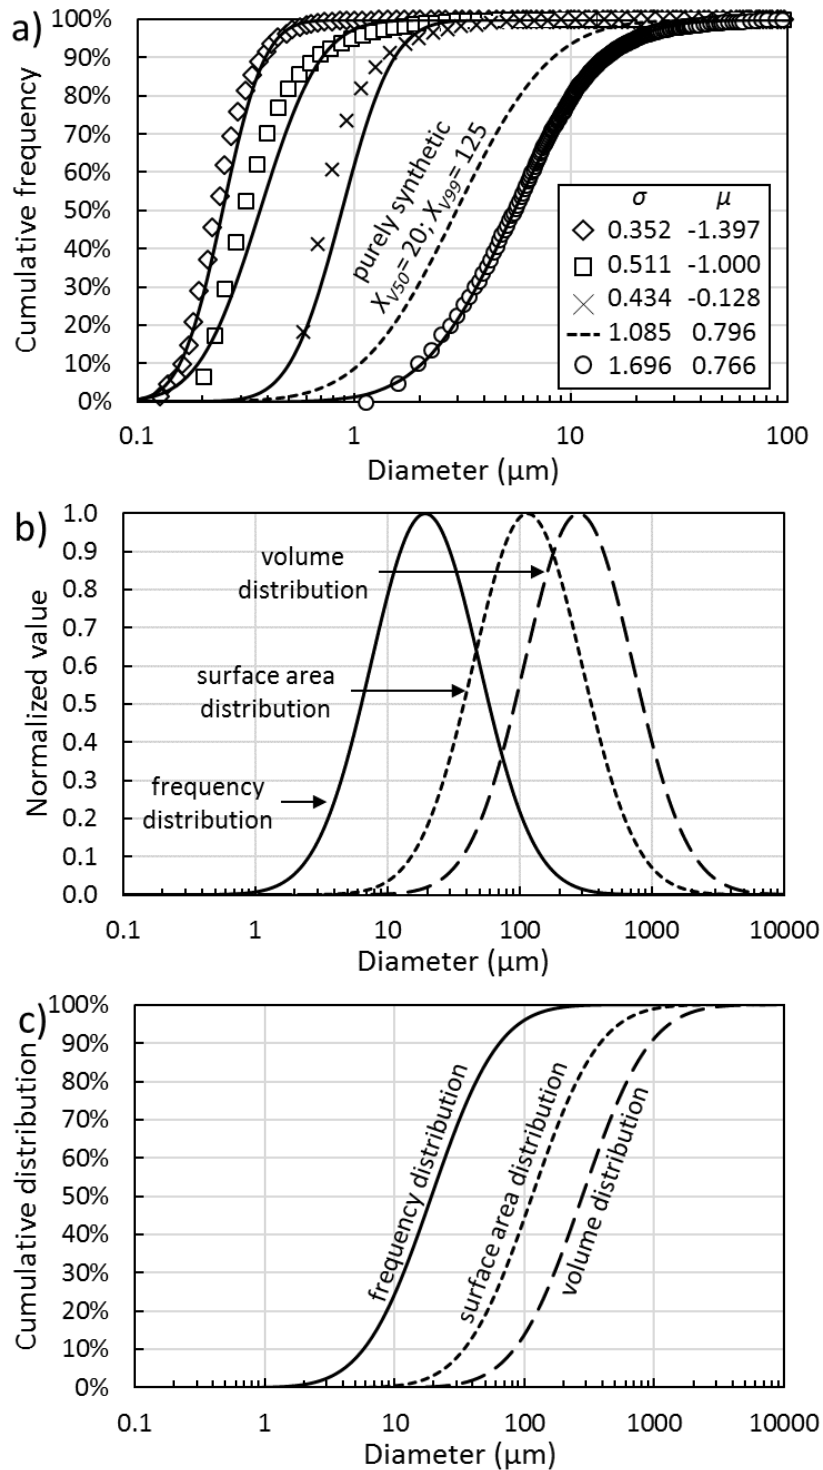 a)
100%
90%
80%
70%
60%
50%
40%
30%
20%
10%
0%
Cumulative frequency
purely synthetic
X_V50=20; X_V99=125
σ μ
0.352 -1.397
0.511 -1.000
0.434 -0.128
1.085 0.796
1.696 0.766
0.1 1 10 100
Diameter (µm)
b)
1.0
0.9
0.8
0.7
0.6
0.5
0.4
0.3
0.2
0.1
0.0
Normalized value
volume
distribution
surface area
distribution
frequency
distribution
0.1 1 10 100 1000 10000
Diameter (µm)
c)
100%
90%
80%
70%
60%
50%
40%
30%
20%
10%
0%
Cumulative distribution
frequency distribution
surface area distribution
volume distribution
0.1 1 10 100 1000 10000
Diameter (µm)